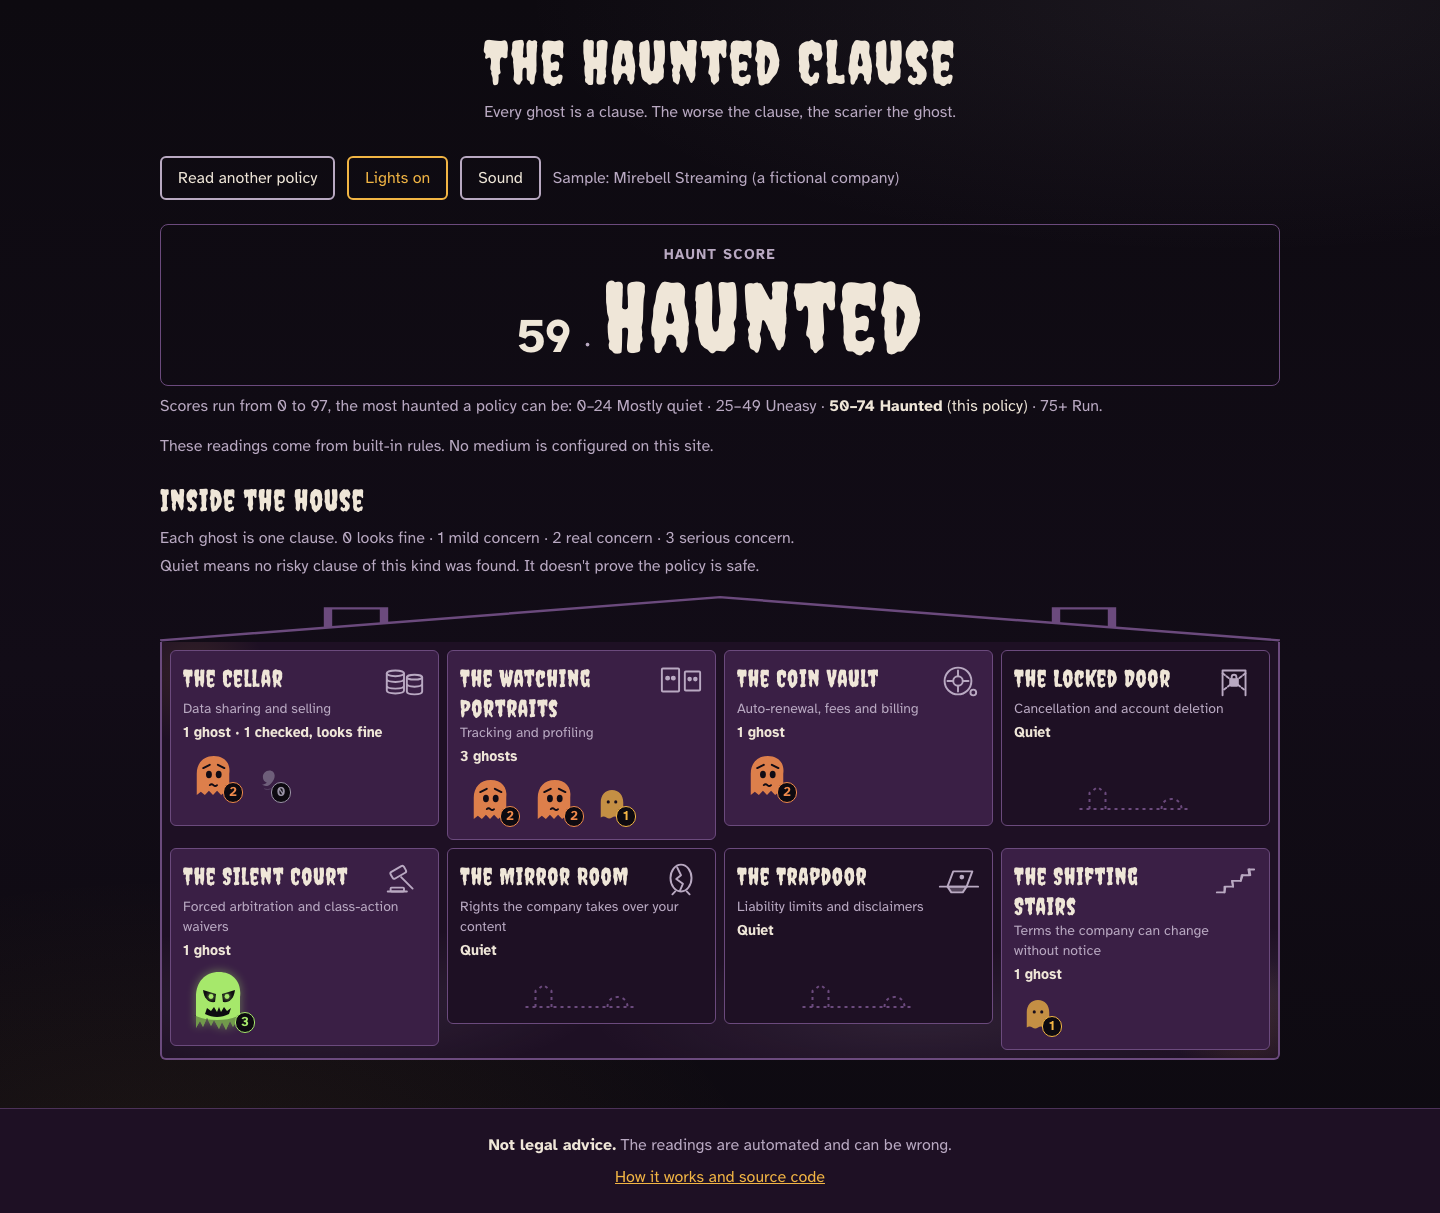 THE HAUNTED CLAUSE
Every ghost is a clause. The worse the clause, the scarier the ghost.
Read another policy
Lights on
Sound
Sample: Mirebell Streaming (a fictional company)
HAUNT SCORE
59 · HAUNTED
Scores run from 0 to 97, the most haunted a policy can be: 0–24 Mostly quiet · 25–49 Uneasy · 50–74 Haunted (this policy) · 75+ Run.
These readings come from built-in rules. No medium is configured on this site.
INSIDE THE HOUSE
Each ghost is one clause. 0 looks fine · 1 mild concern · 2 real concern · 3 serious concern.
Quiet means no risky clause of this kind was found. It doesn't prove the policy is safe.
THE CELLAR
Data sharing and selling
1 ghost · 1 checked, looks fine
2
0
THE WATCHING
PORTRAITS
Tracking and profiling
3 ghosts
2
2
1
THE COIN VAULT
Auto-renewal, fees and billing
1 ghost
2
THE LOCKED DOOR
Cancellation and account deletion
Quiet
THE SILENT COURT
Forced arbitration and class-action
waivers
1 ghost
3
THE MIRROR ROOM
Rights the company takes over your
content
Quiet
THE TRAPDOOR
Liability limits and disclaimers
Quiet
THE SHIFTING
STAIRS
Terms the company can change
without notice
1 ghost
1
Not legal advice. The readings are automated and can be wrong.
How it works and source code